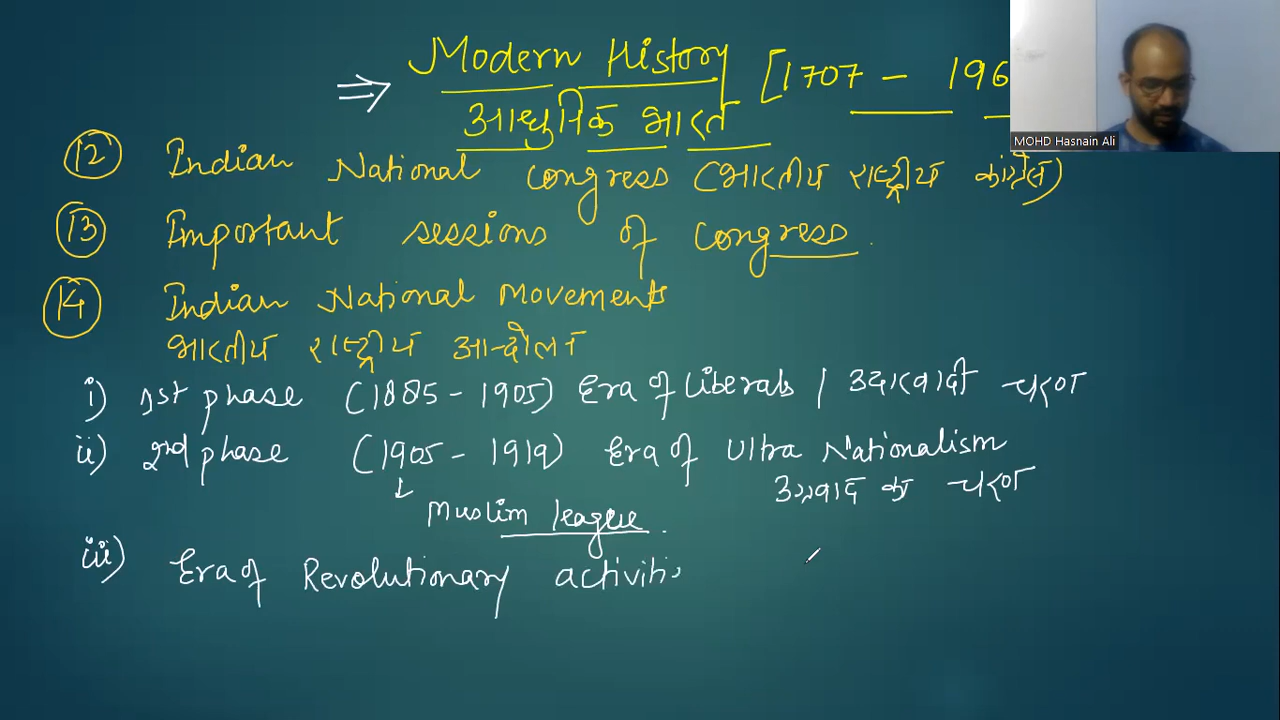 ⇒ Modern History [1707 - 196
आधुनिक भारत
MOHD Hasnain Ali
12 Indian National Congress (भारतीय राष्ट्रीय कांग्रेस)
13 Important sessions of Congress.
14 Indian National Movements
भारतीय राष्ट्रीय आन्दोलन
i) 1st phase (1885 - 1905) Era of Liberals / उदारवादी चरण
ii) 2nd phase (1905 - 1919) Era of Ultra Nationalism
उग्रवाद का चरण
↓ Muslim league.
iii) Era of Revolutionary activitis